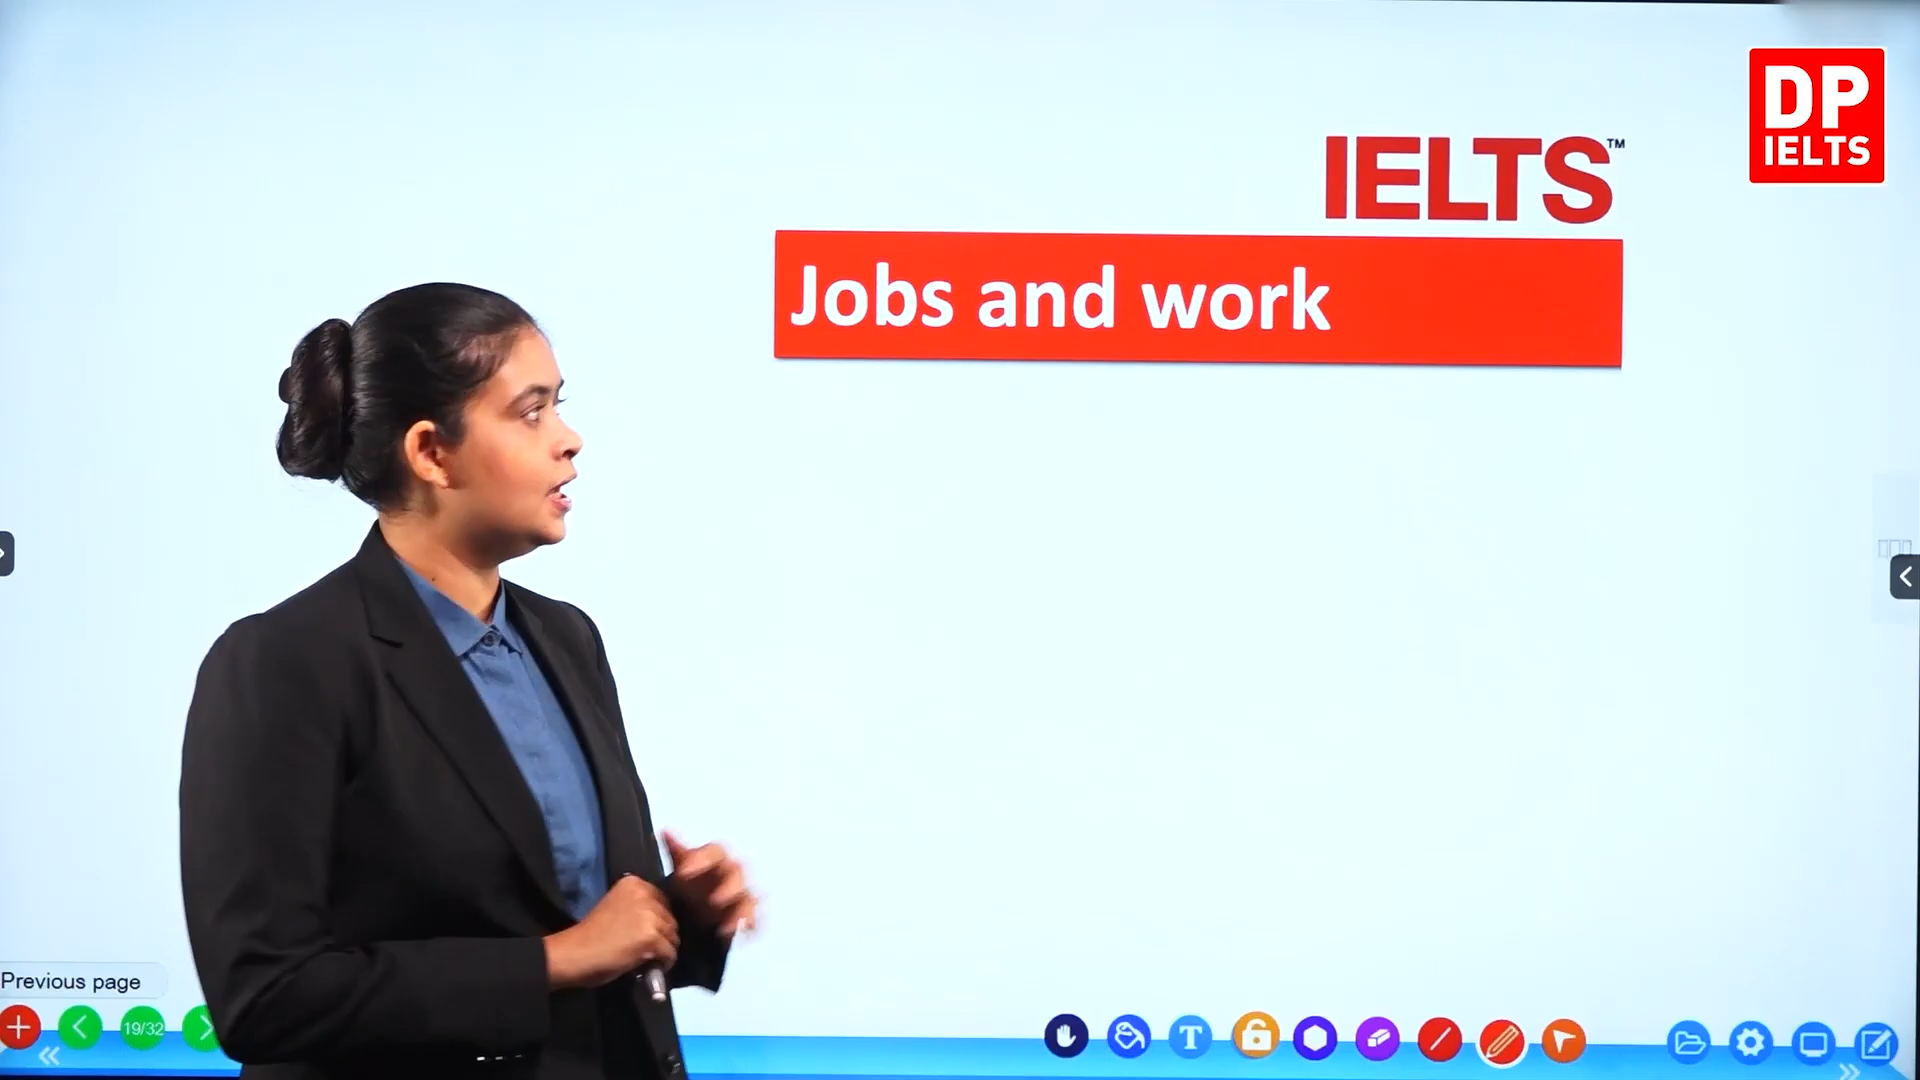 DP
IELTS
IELTS™
Jobs and work
Previous page
19/32
T